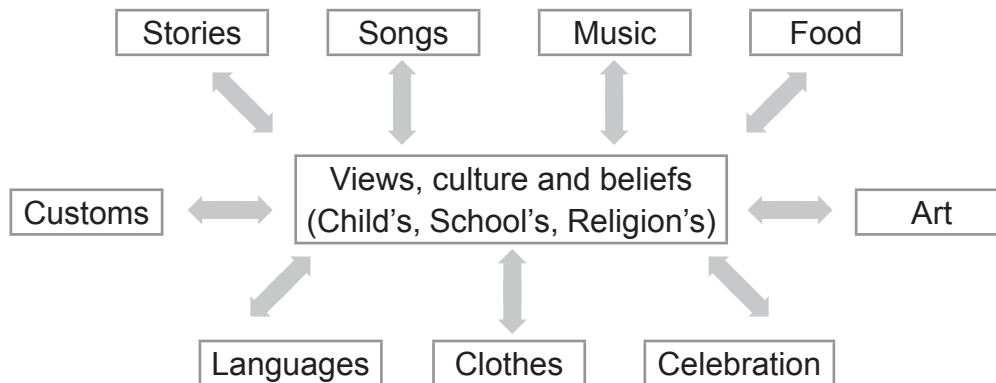 Stories
Songs
Music
Food
Views, culture and beliefs
(Child's, School's, Religion's)
Customs
Art
Languages
Clothes
Celebration